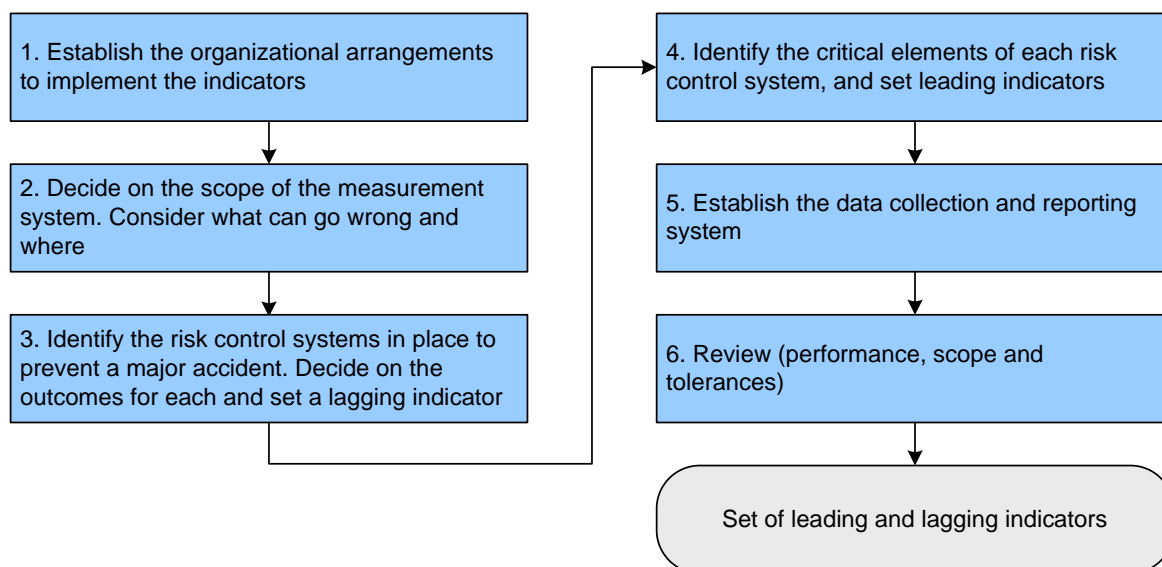 1. Establish the organizational arrangements
to implement the indicators
2. Decide on the scope of the measurement
system. Consider what can go wrong and
where
3. Identify the risk control systems in place to
prevent a major accident. Decide on the
outcomes for each and set a lagging indicator
4. Identify the critical elements of each risk
control system, and set leading indicators
5. Establish the data collection and reporting
system
6. Review (performance, scope and
tolerances)
Set of leading and lagging indicators